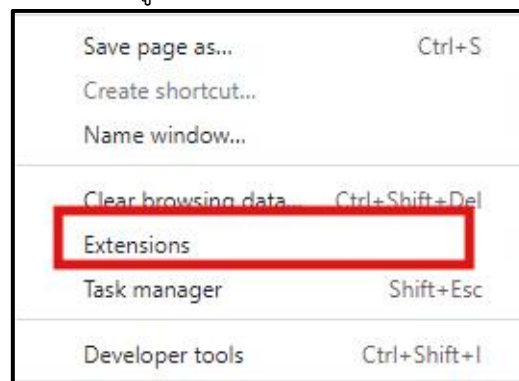 Save page as... Ctrl+S
Create shortcut...
Name window...
Clear browsing data... Ctrl+Shift+Del
Extensions
Task manager Shift+Esc
Developer tools Ctrl+Shift+I